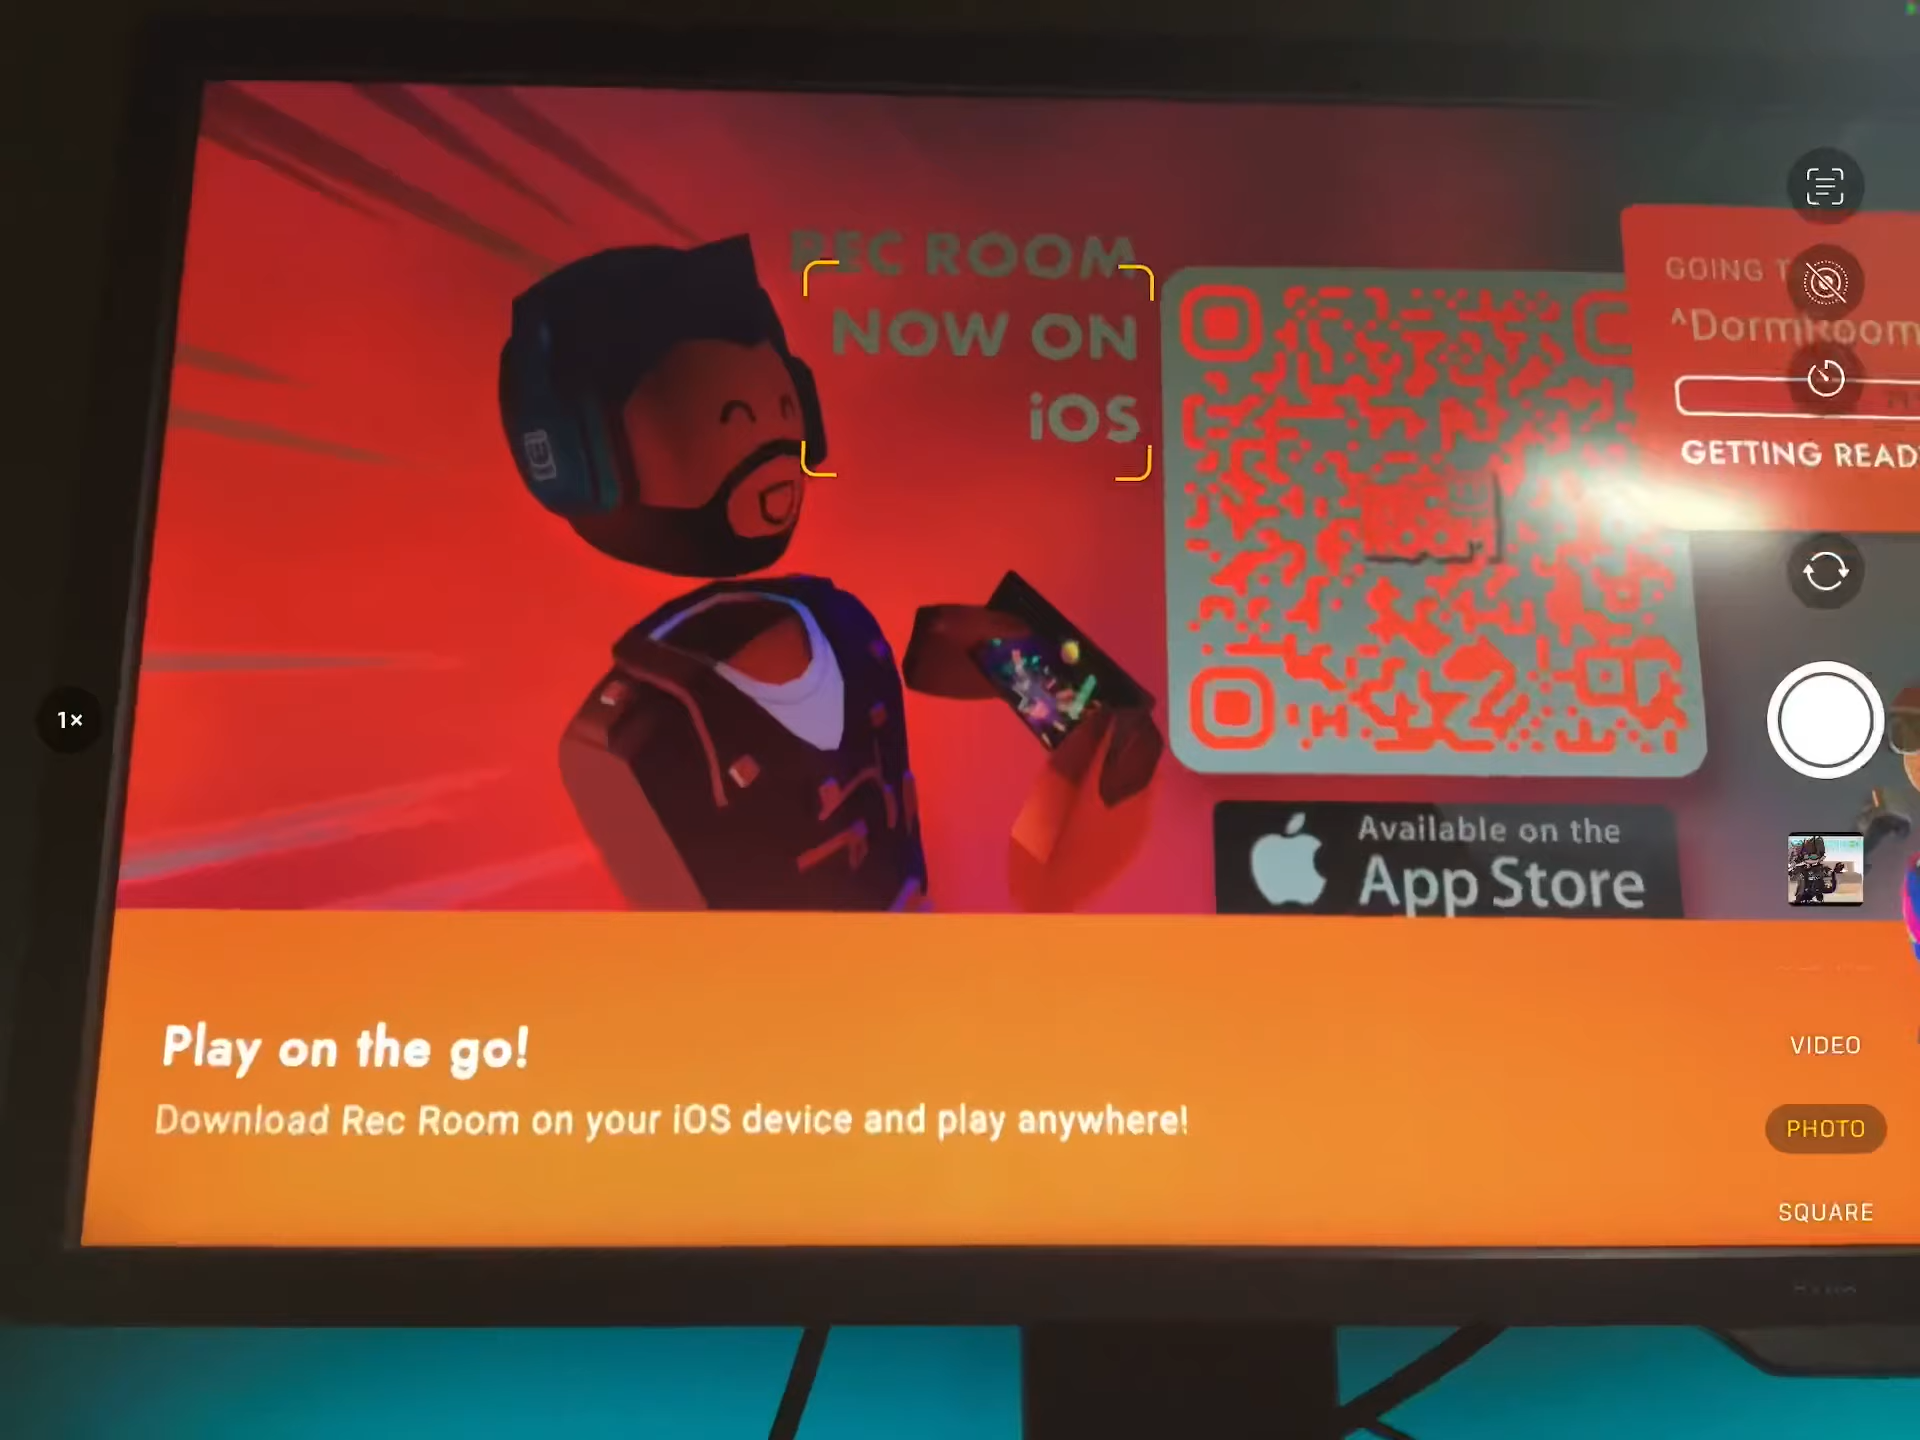 REC ROOM
NOW ON
iOS
GOING
^DormRoom
GETTING READY
1×
Available on the
App Store
Play on the go!
Download Rec Room on your iOS device and play anywhere!
VIDEO
PHOTO
SQUARE